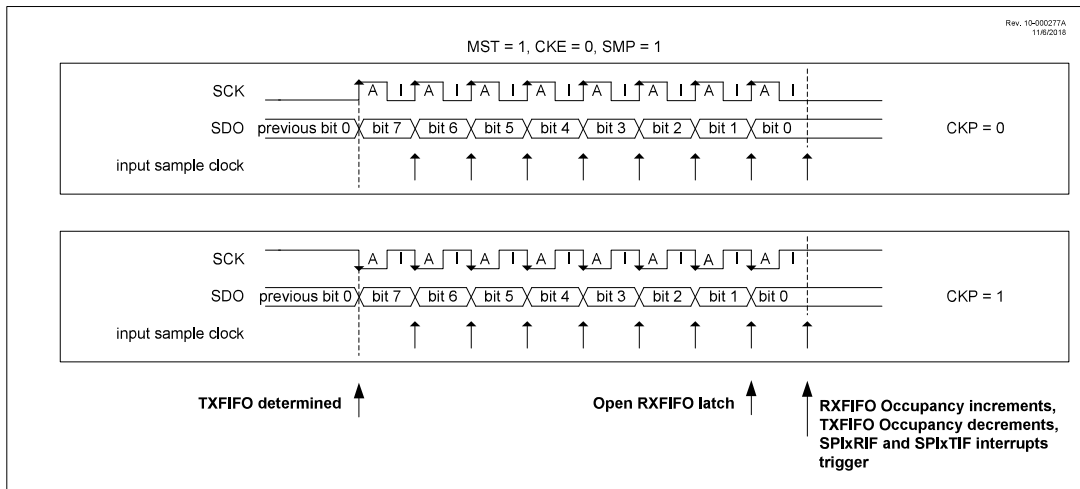 Rev. 10-000277A
11/6/2018
MST = 1, CKE = 0, SMP = 1
SCK A I A I A I A I A I A I A I A I
SDO previous bit 0 bit 7 bit 6 bit 5 bit 4 bit 3 bit 2 bit 1 bit 0 CKP = 0
input sample clock
SCK A I A I A I A I A I A I A I A I
SDO previous bit 0 bit 7 bit 6 bit 5 bit 4 bit 3 bit 2 bit 1 bit 0 CKP = 1
input sample clock
TXFIFO determined
Open RXFIFO latch
RXFIFO Occupancy increments,
TXFIFO Occupancy decrements,
SPIxRIF and SPIxTIF interrupts
trigger